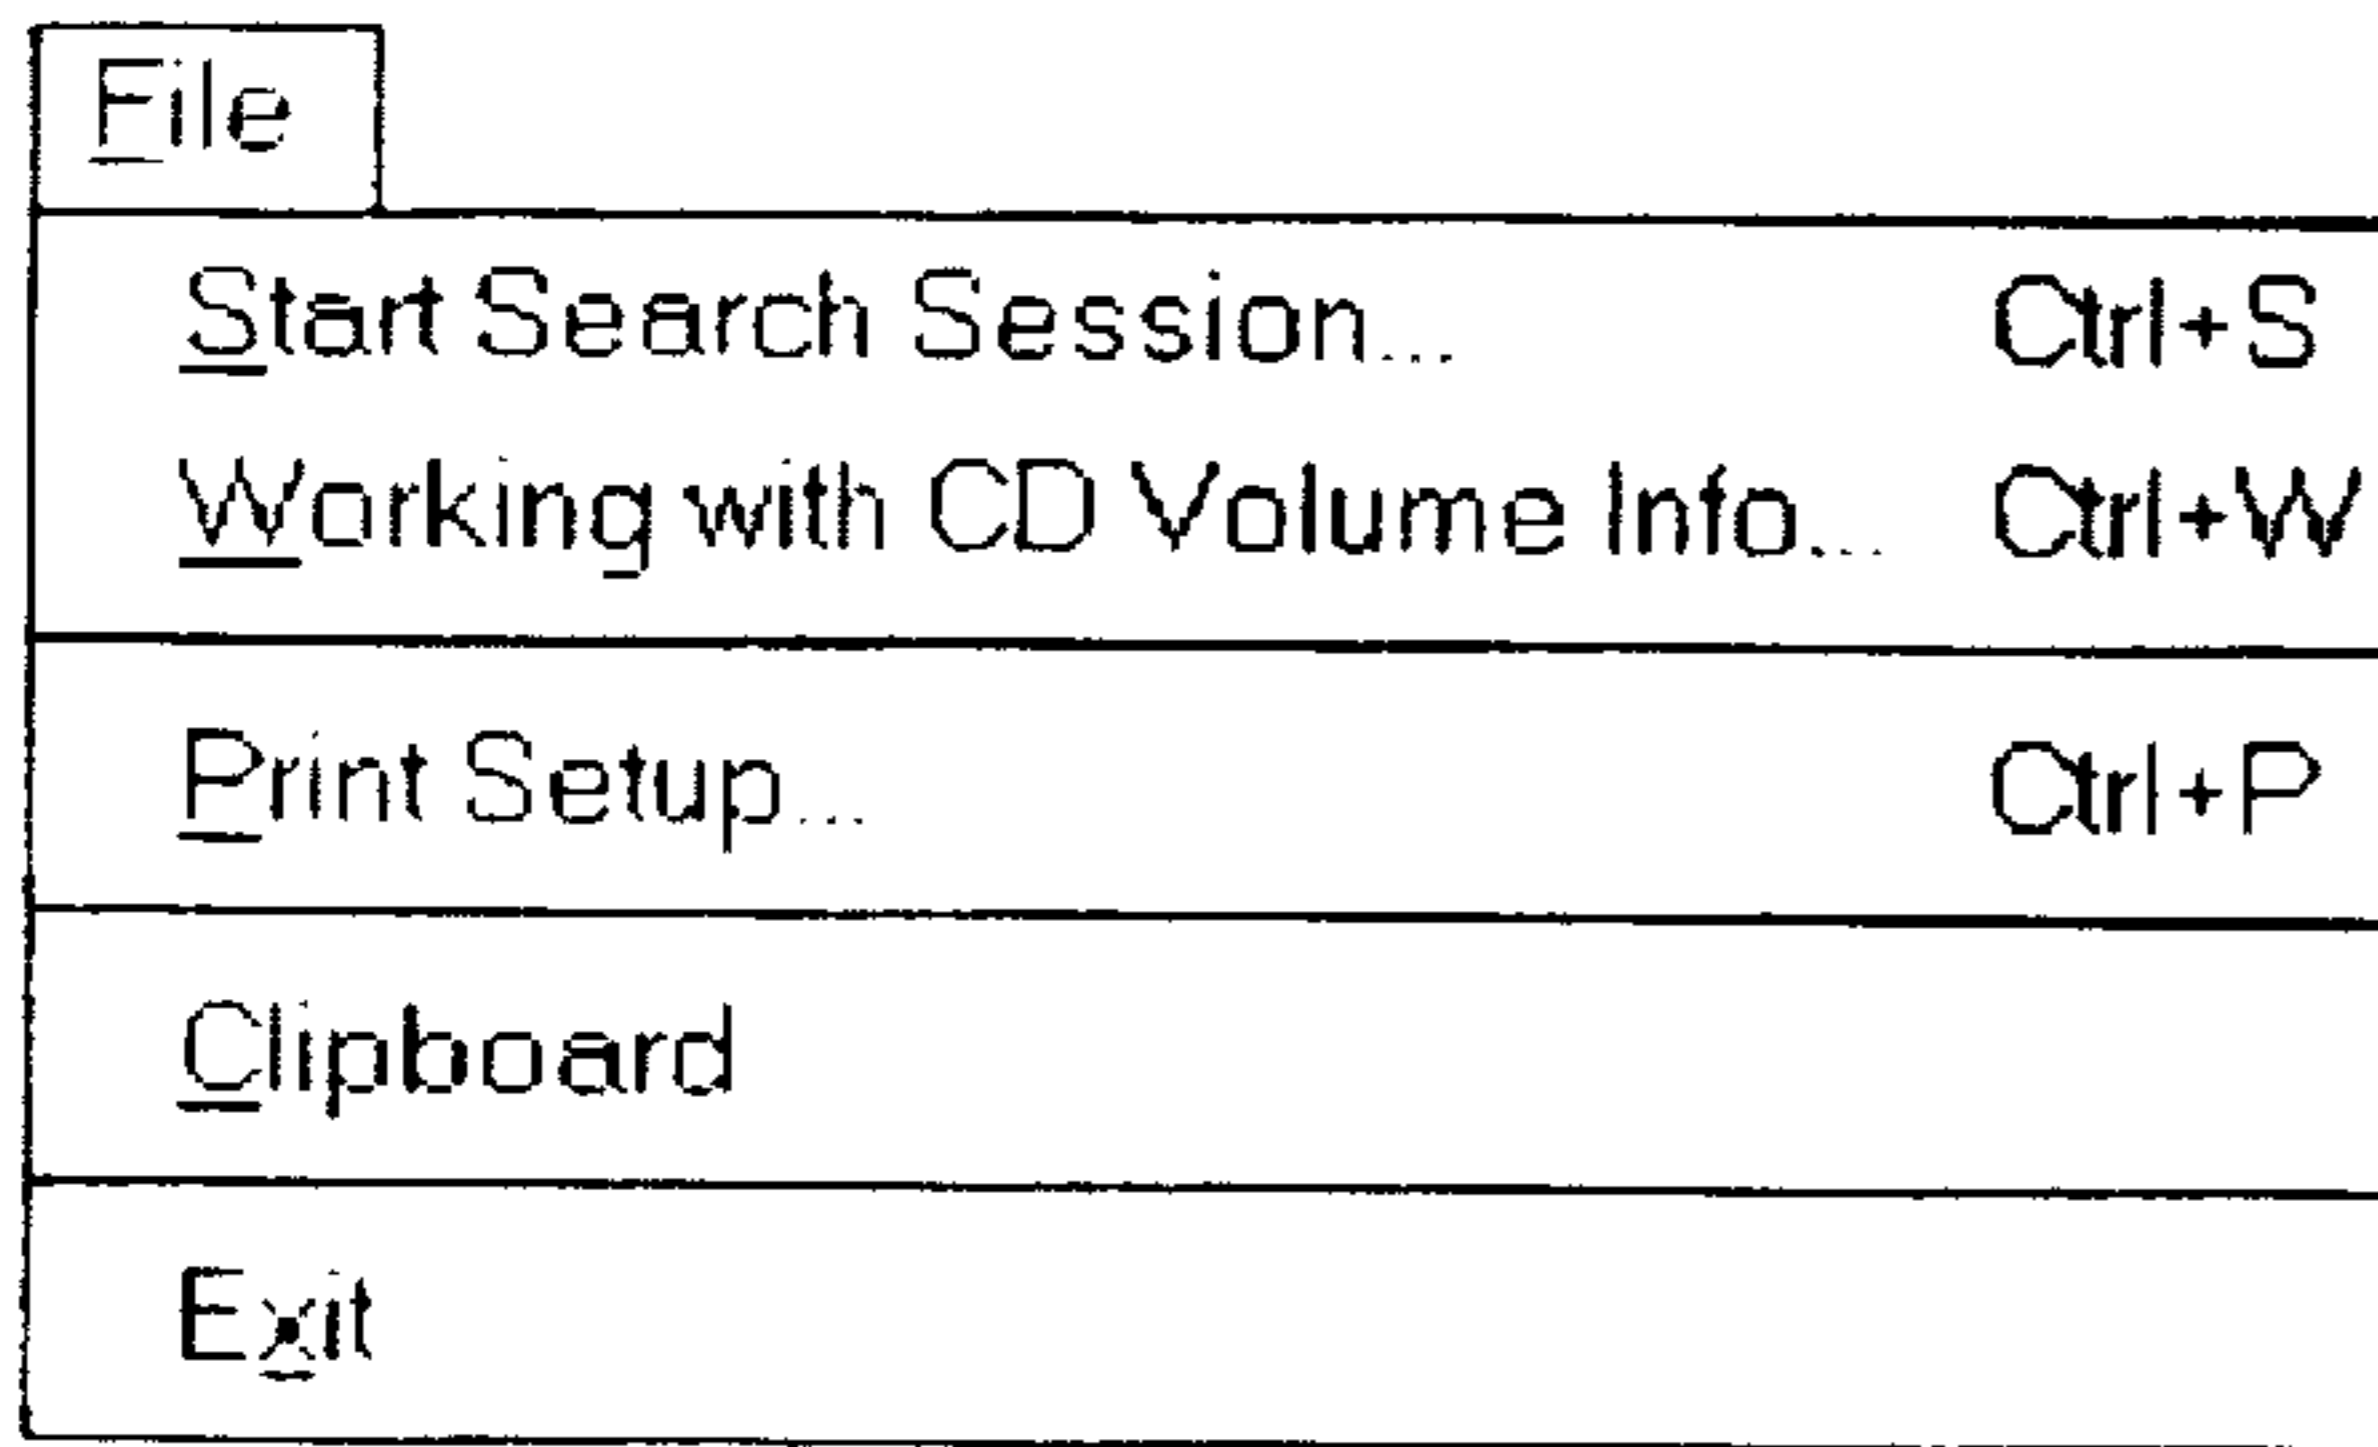 File
Start Search Session... Ctrl+S
Working with CD Volume Info... Ctrl+W
Print Setup... Ctrl+P
Clipboard
Exit